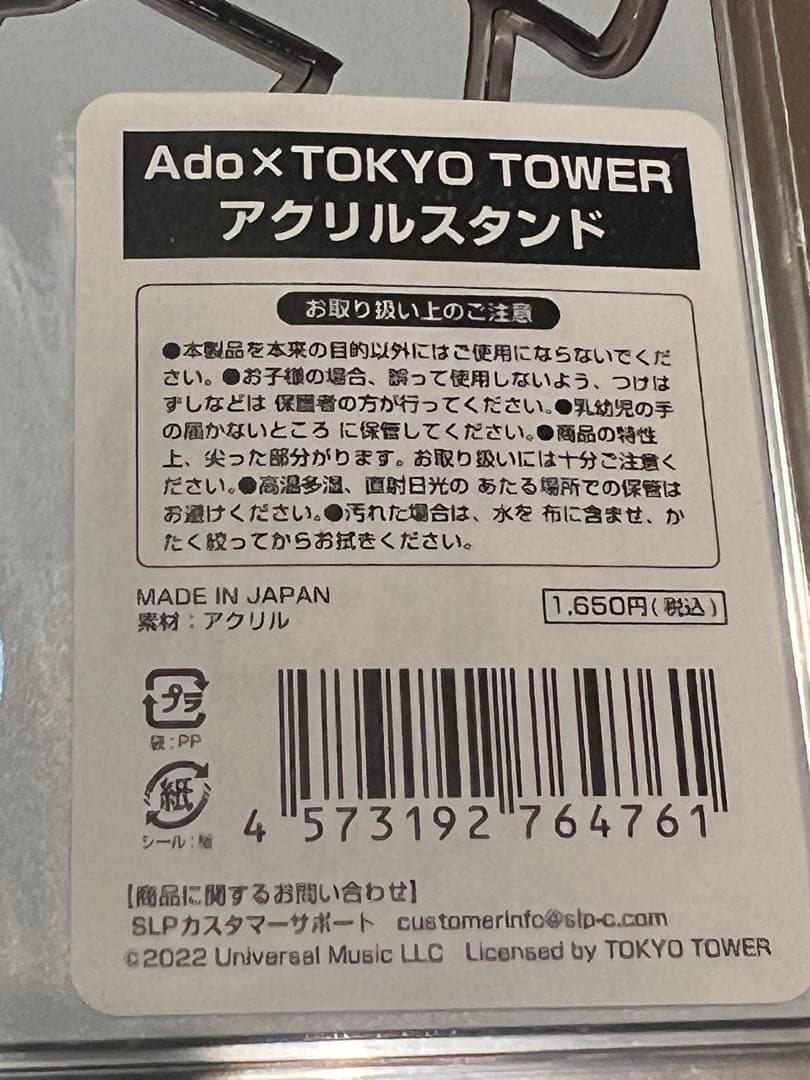 Ado×TOKYO TOWER
アクリルスタンド
お取り扱い上のご注意
●本製品を本来の目的以外にはご使用にならないでくだ
さい。●お子様の場合、誤って使用しないよう、つけは
ずしなどは 保護者の方が行ってください。●乳幼児の手
の届かないところ に保管してください。●商品の特性
上、尖った部分がります。お取り扱いには十分ご注意く
ださい。●高温多湿、直射日光の あたる場所での保管は
お避けください。●汚れた場合は、水を 布に含ませ、か
たく絞ってからお拭きください。
MADE IN JAPAN
素材：アクリル
1,650円(税込)
プラ
袋：PP
紙
シール：
4 573192 764761
【商品に関するお問い合わせ】
SLPカスタマーサポート customerinfo@slp-c.com
©2022 Universal Music LLC Licensed by TOKYO TOWER